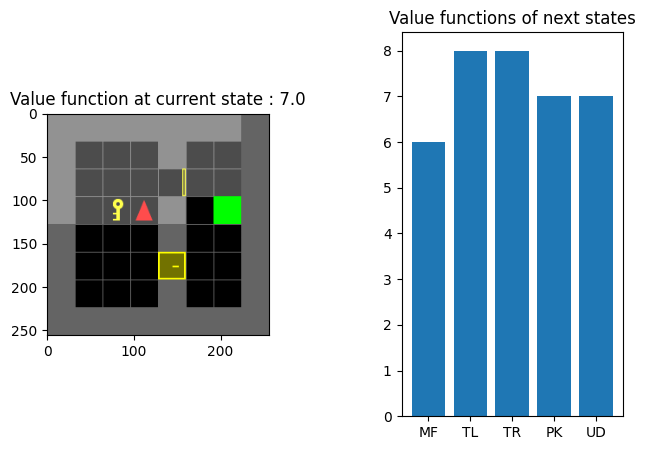 Value functions of next states
Value function at current state : 7.0
0
50
100
150
200
250
0
100
200
8
7
6
5
4
3
2
1
0
MF
TL
TR
PK
UD